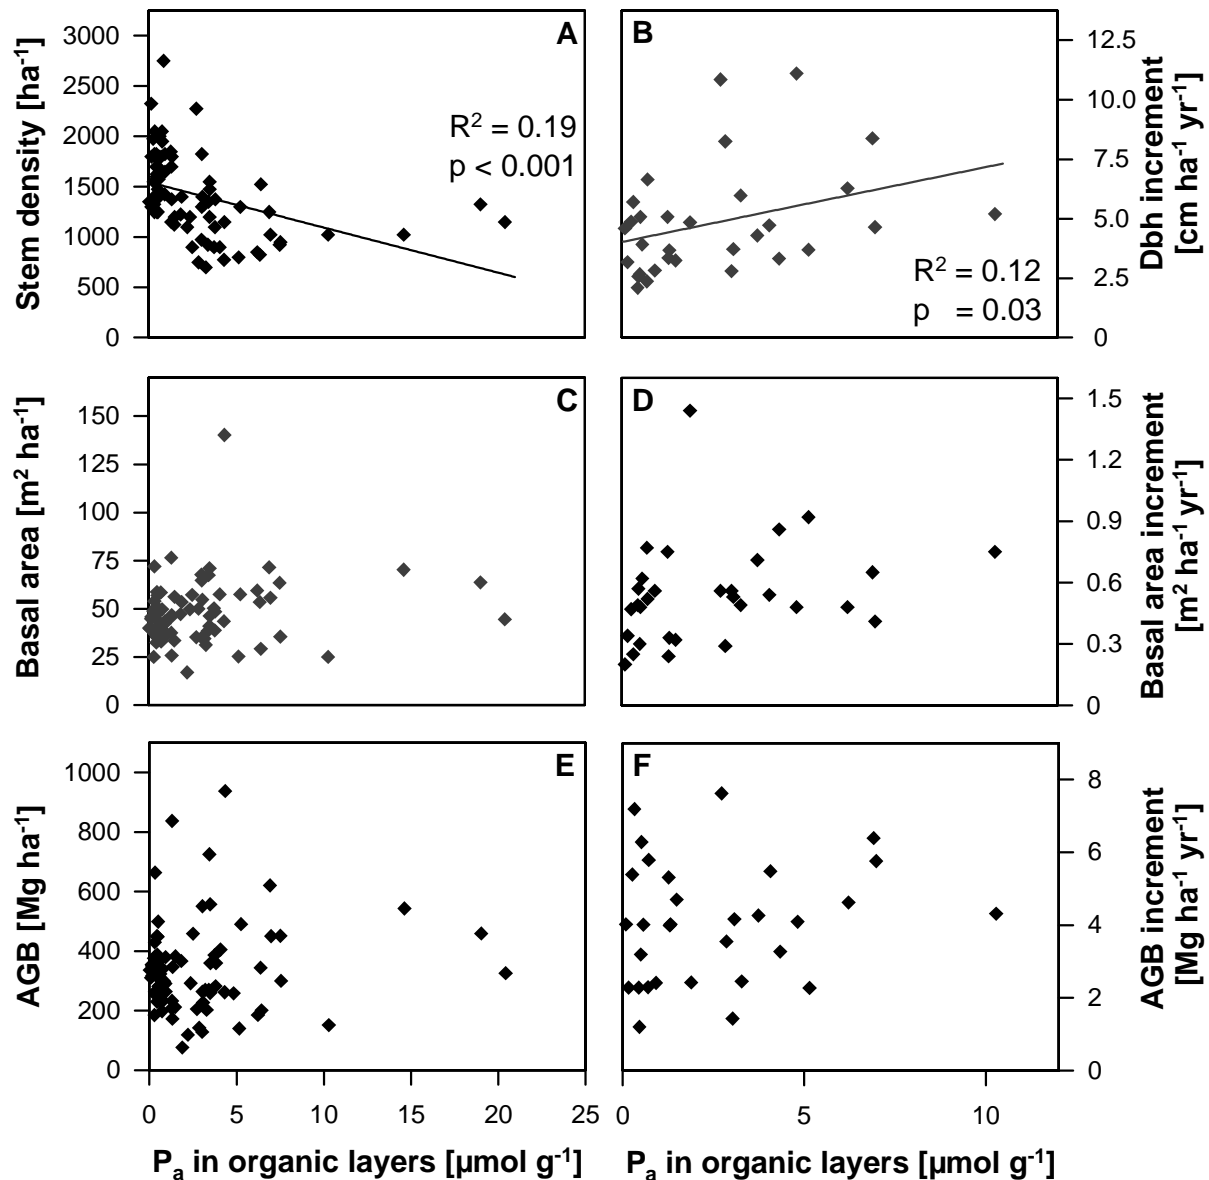 Stem density [ha⁻¹]
3000
2500
2000
1500
1000
500
0
A
R² = 0.19
p < 0.001
B
R² = 0.12
p = 0.03
12.5
10.0
7.5
5.0
2.5
0
Dbh increment
[cm ha⁻¹ yr⁻¹]
Basal area [m² ha⁻¹]
150
125
100
75
50
25
0
C
D
1.5
1.2
0.9
0.6
0.3
0
Basal area increment
[m² ha⁻¹ yr⁻¹]
AGB [Mg ha⁻¹]
1000
800
600
400
200
0
E
F
8
6
4
2
0
AGB increment
[Mg ha⁻¹ yr⁻¹]
0 5 10 15 20 25
0 5 10
Pₐ in organic layers [µmol g⁻¹]
Pₐ in organic layers [µmol g⁻¹]